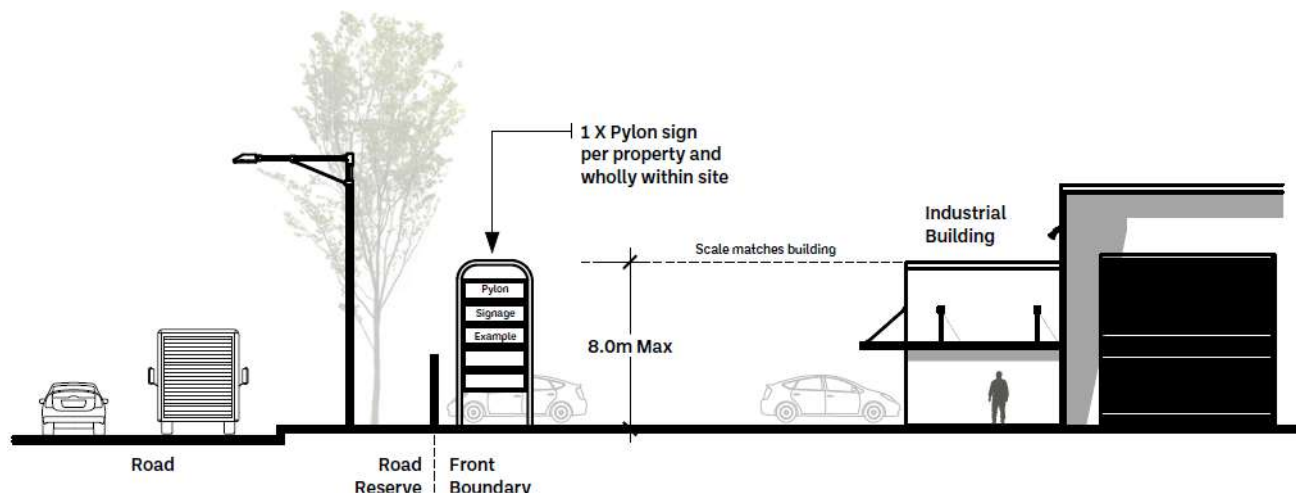 1 X Pylon sign
per property and
wholly within site
Industrial
Building
Scale matches building
Pylon
Signage
Example
8.0m Max
Road
Road
Reserve
Front
Boundary